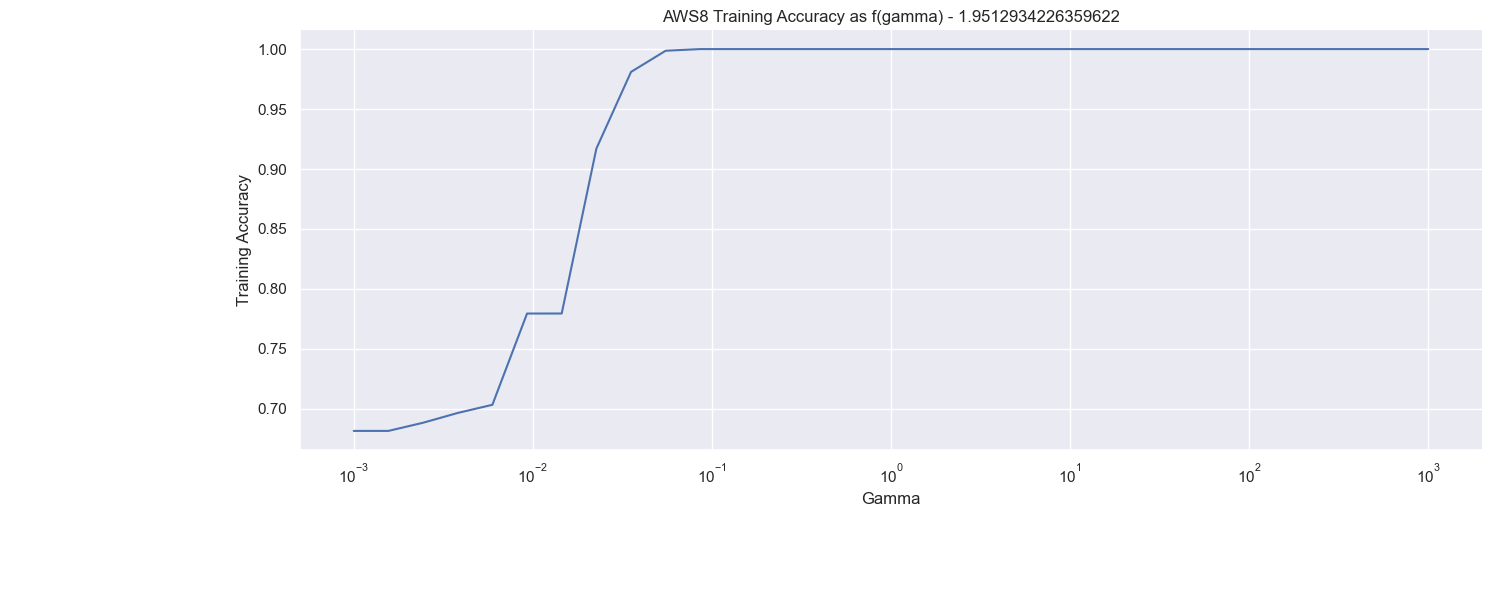 AWS8 Training Accuracy as f(gamma) - 1.9512934226359622
1.00
0.95
0.90
0.85
0.80
0.75
0.70
Training Accuracy
10⁻³ 10⁻² 10⁻¹ 10⁰ 10¹ 10² 10³
Gamma